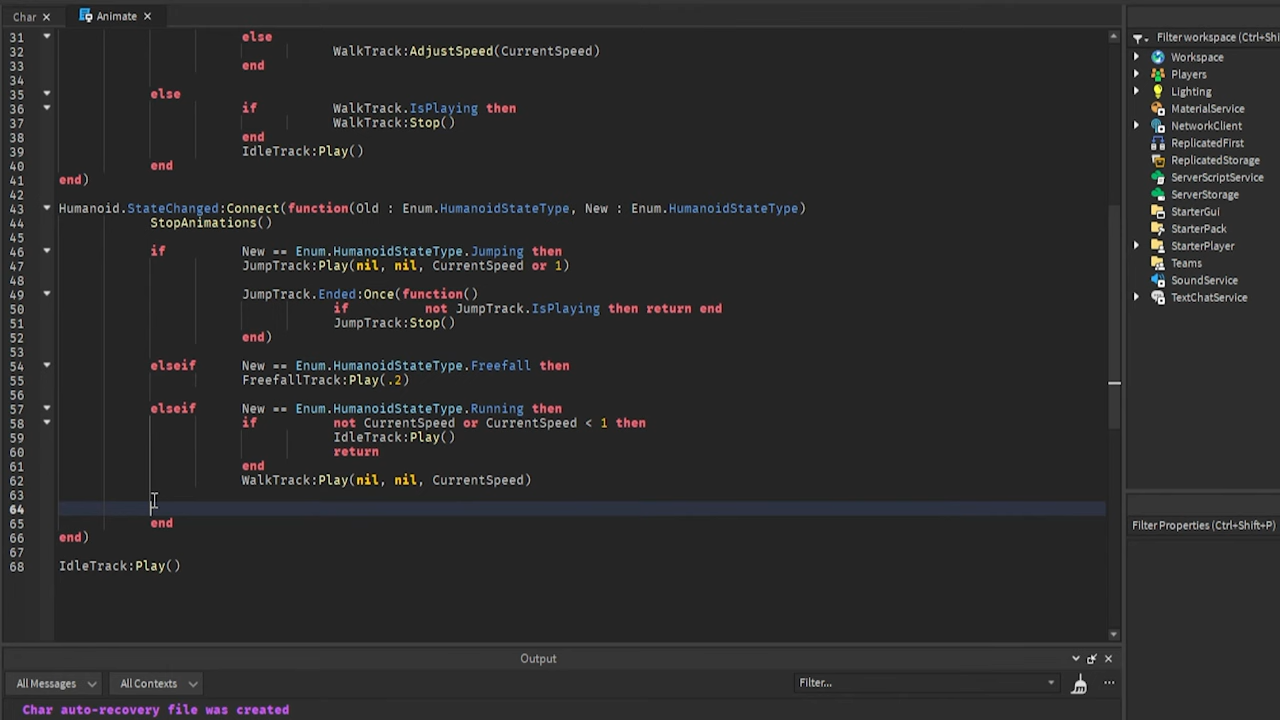 Char ×
Animate ×
31 else
32 WalkTrack:AdjustSpeed(CurrentSpeed)
33 end
34
35 else
36 if WalkTrack.IsPlaying then
37 WalkTrack:Stop()
38 end
39 IdleTrack:Play()
40 end
41 end)
42
43 Humanoid.StateChanged:Connect(function(Old : Enum.HumanoidStateType, New : Enum.HumanoidStateType)
44 StopAnimations()
45
46 if New == Enum.HumanoidStateType.Jumping then
47 JumpTrack:Play(nil, nil, CurrentSpeed or 1)
48
49 JumpTrack.Ended:Once(function()
50 if not JumpTrack.IsPlaying then return end
51 JumpTrack:Stop()
52 end)
53
54 elseif New == Enum.HumanoidStateType.Freefall then
55 FreefallTrack:Play(.2)
56
57 elseif New == Enum.HumanoidStateType.Running then
58 if not CurrentSpeed or CurrentSpeed < 1 then
59 IdleTrack:Play()
60 return
61 end
62 WalkTrack:Play(nil, nil, CurrentSpeed)
63
64
65 end
66 end)
67
68 IdleTrack:Play()
Filter workspace (Ctrl+Shi
Workspace
Players
Lighting
MaterialService
NetworkClient
ReplicatedFirst
ReplicatedStorage
ServerScriptService
ServerStorage
StarterGui
StarterPack
StarterPlayer
Teams
SoundService
TextChatService
Filter Properties (Ctrl+Shift+P)
Output
All Messages
All Contexts
Filter...
Char auto-recovery file was created